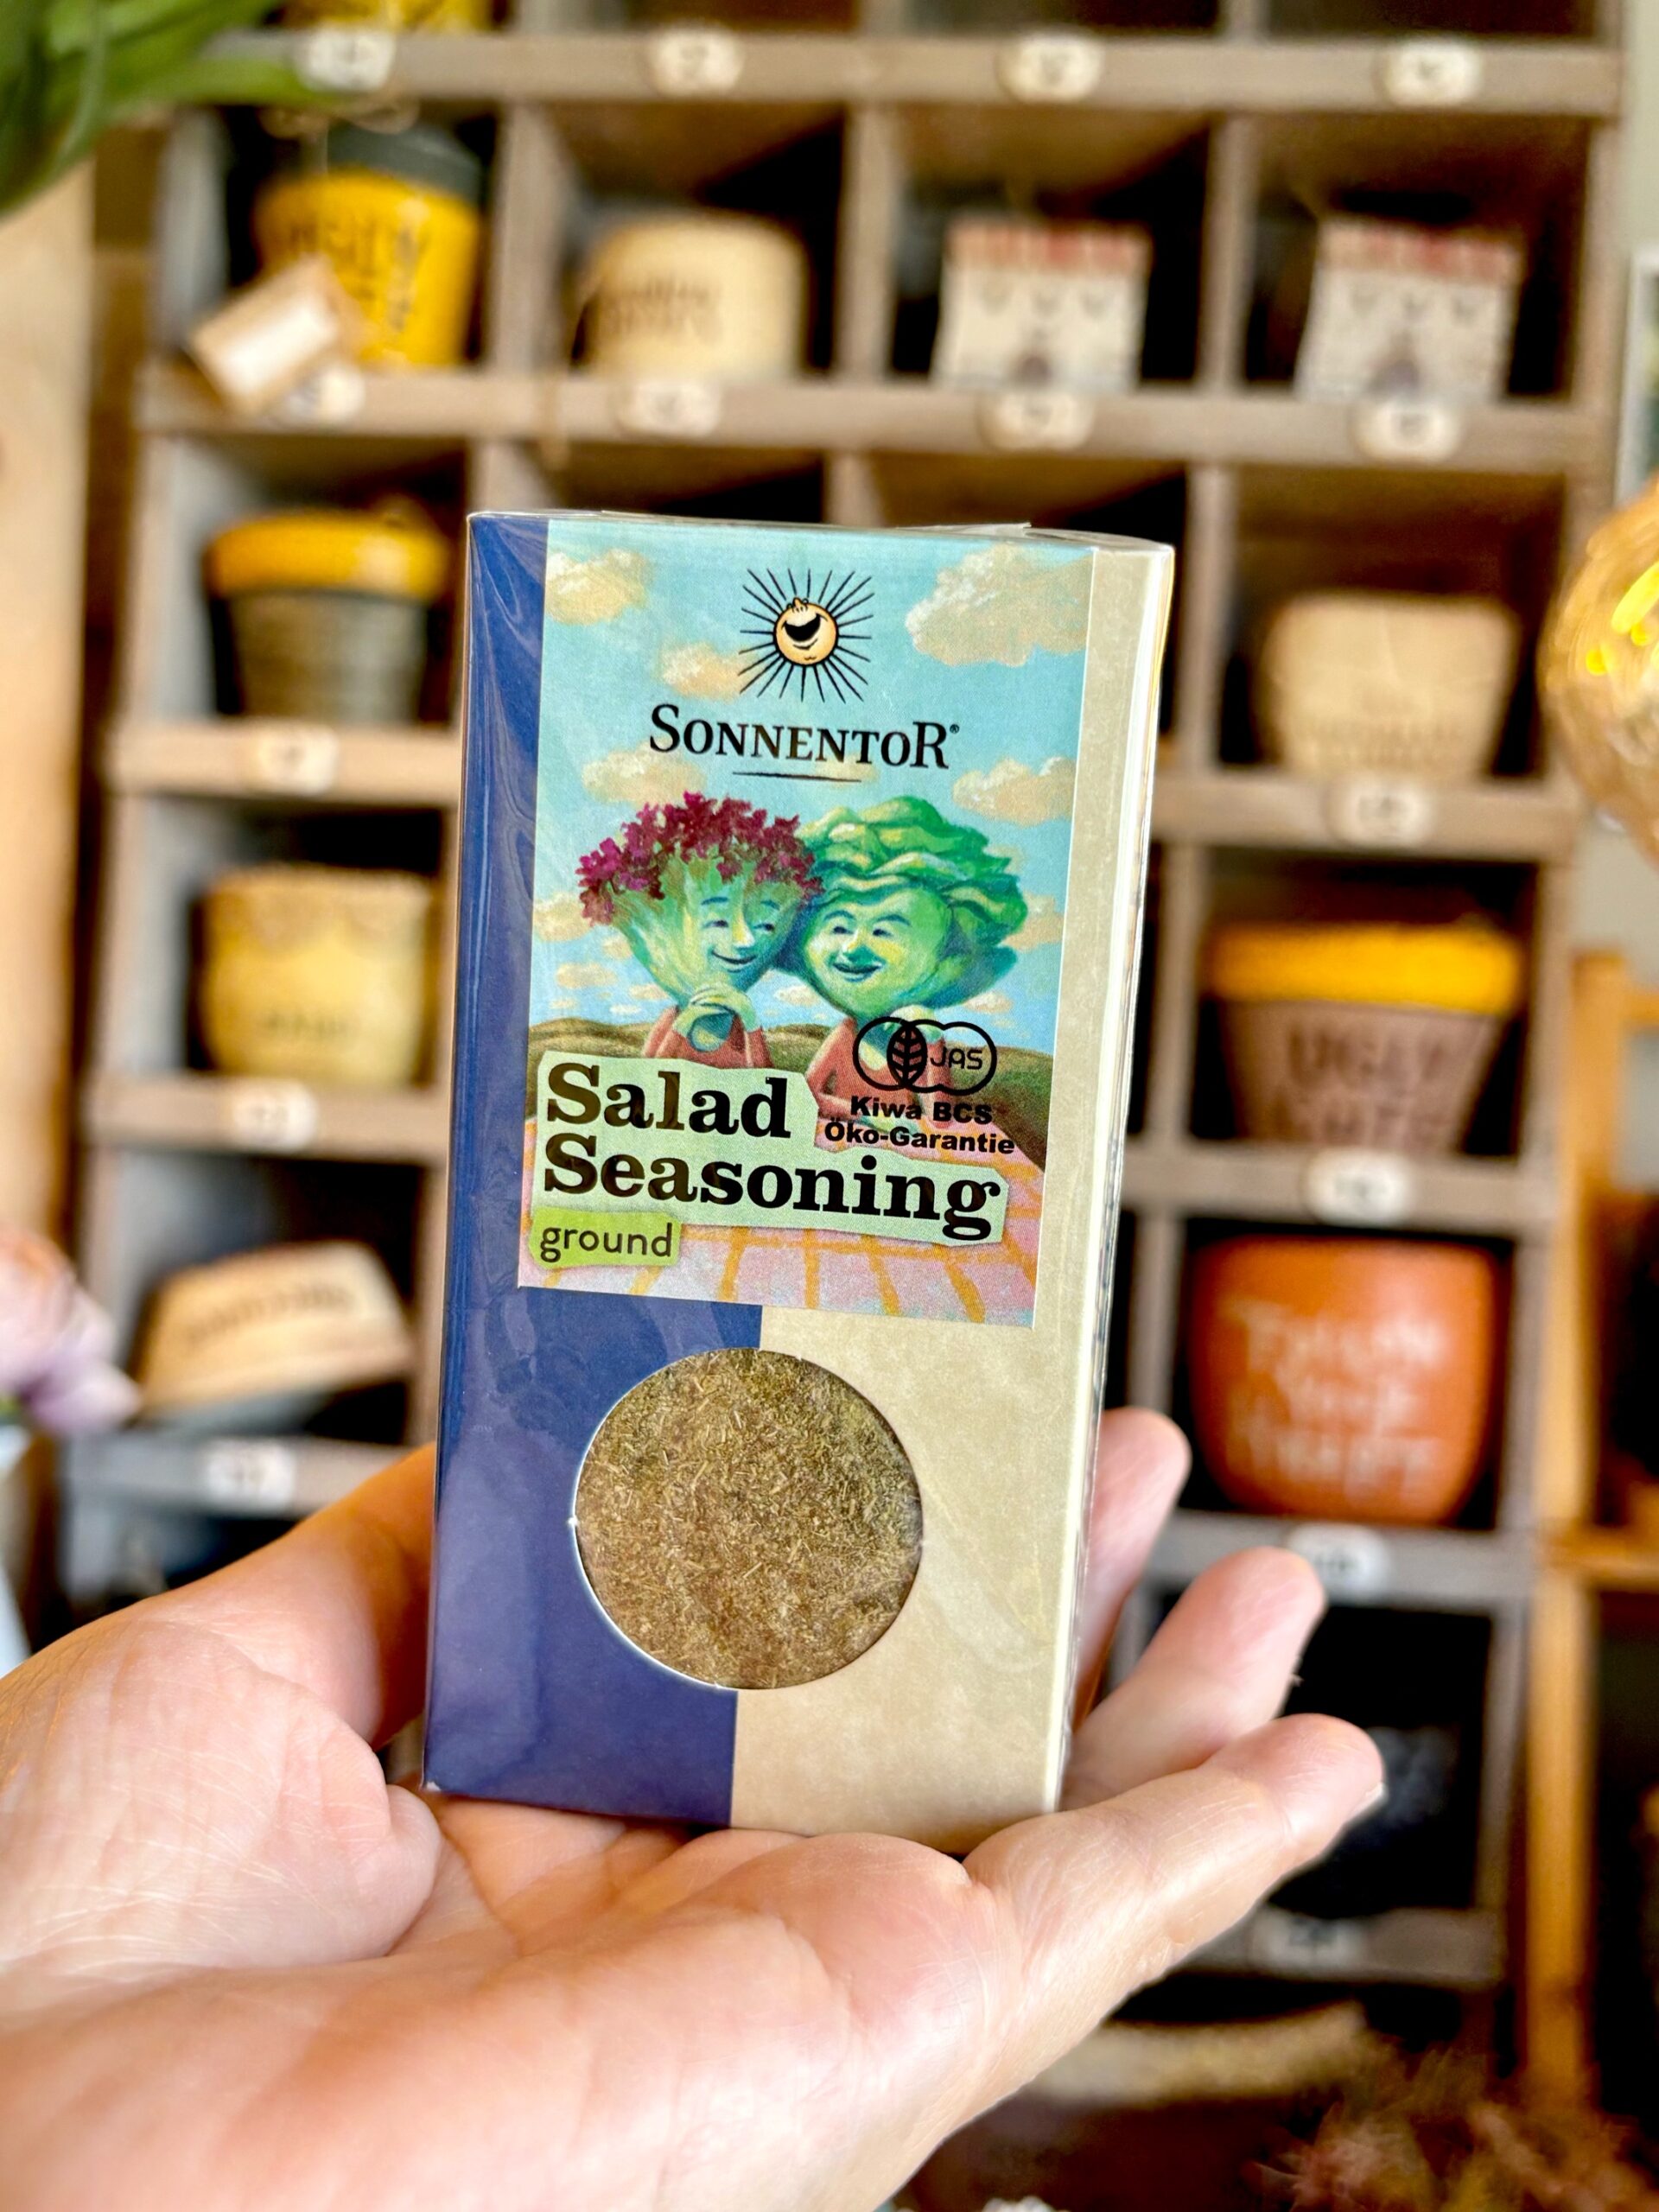 SONNENTOR®
JAS
Kiwa BCS
Öko-Garantie
Salad
Seasoning
ground